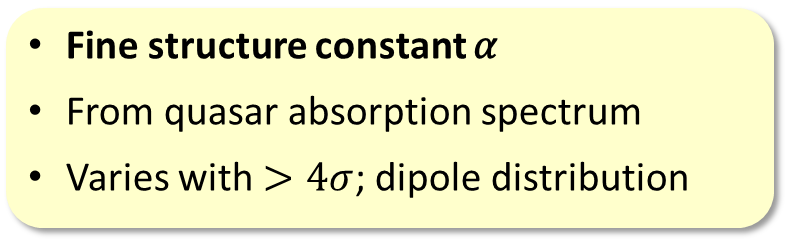 • Fine structure constant α
• From quasar absorption spectrum
• Varies with > 4σ; dipole distribution